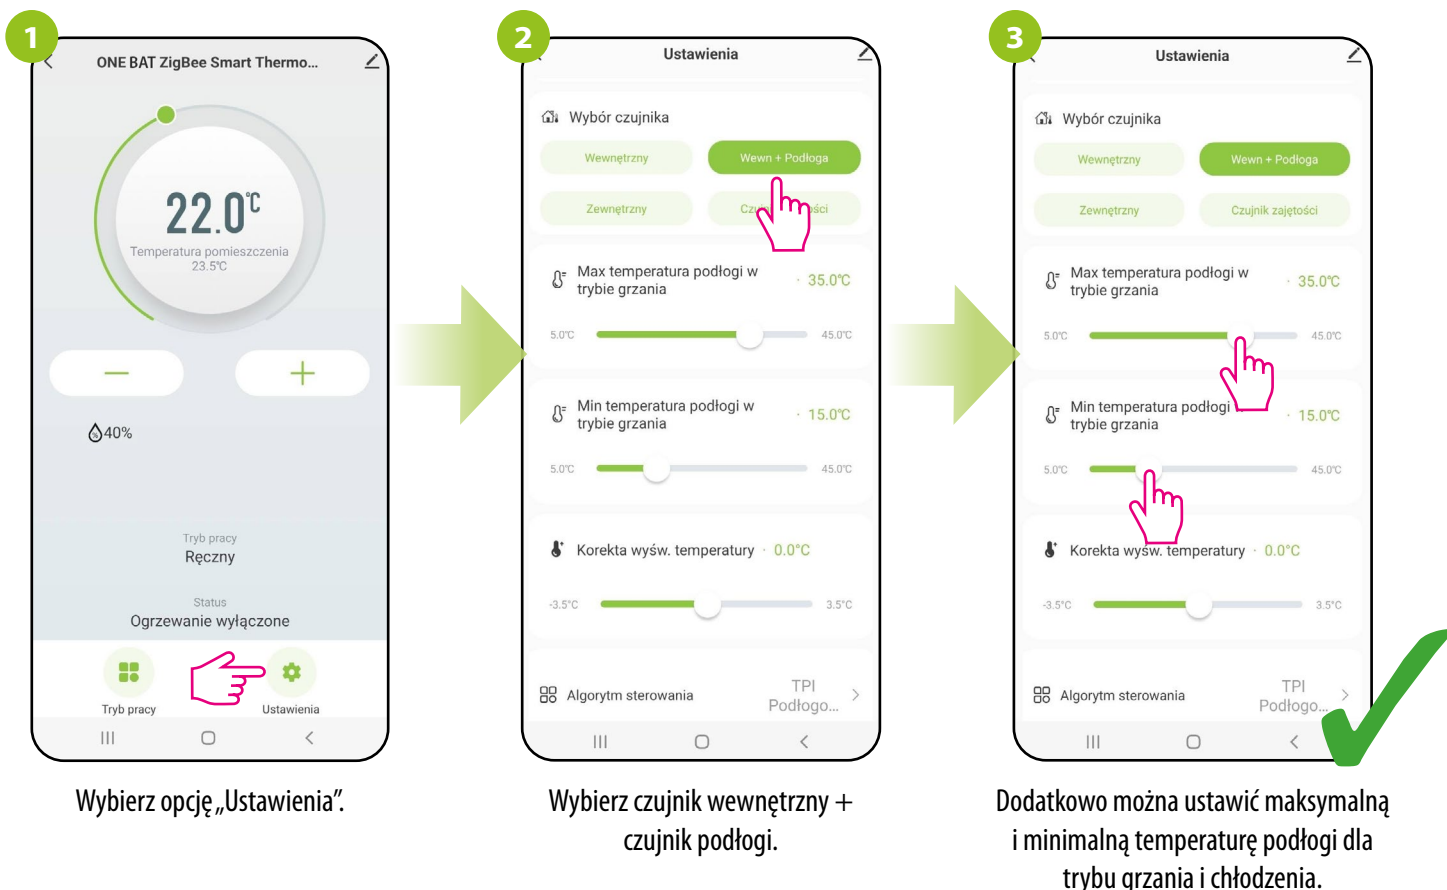 1
ONE BAT ZigBee Smart Thermo...
22.0°C
Temperatura pomieszczenia
23.5°C
40%
Tryb pracy
Ręczny
Status
Ogrzewanie wyłączone
Tryb pracy
Ustawienia
Wybierz opcję „Ustawienia”.
2
Ustawienia
Wybór czujnika
Wewnętrzny
Wewn + Podłoga
Zewnętrzny
Max temperatura podłogi w
trybie grzania
· 35.0°C
5.0°C
45.0°C
Min temperatura podłogi w
trybie grzania
· 15.0°C
5.0°C
45.0°C
Korekta wyśw. temperatury · 0.0°C
-3.5°C
3.5°C
Algorytm sterowania
TPI
Podłogo...
Wybierz czujnik wewnętrzny +
czujnik podłogi.
3
Ustawienia
Wybór czujnika
Wewnętrzny
Wewn + Podłoga
Zewnętrzny
Czujnik zajętości
Max temperatura podłogi w
trybie grzania
· 35.0°C
5.0°C
45.0°C
Min temperatura podłogi
trybie grzania
· 15.0°C
5.0°C
45.0°C
Korekta wyśw. temperatury · 0.0°C
-3.5°C
3.5°C
Algorytm sterowania
TPI
Podłogo...
Dodatkowo można ustawić maksymalną
i minimalną temperaturę podłogi dla
trybu grzania i chłodzenia.